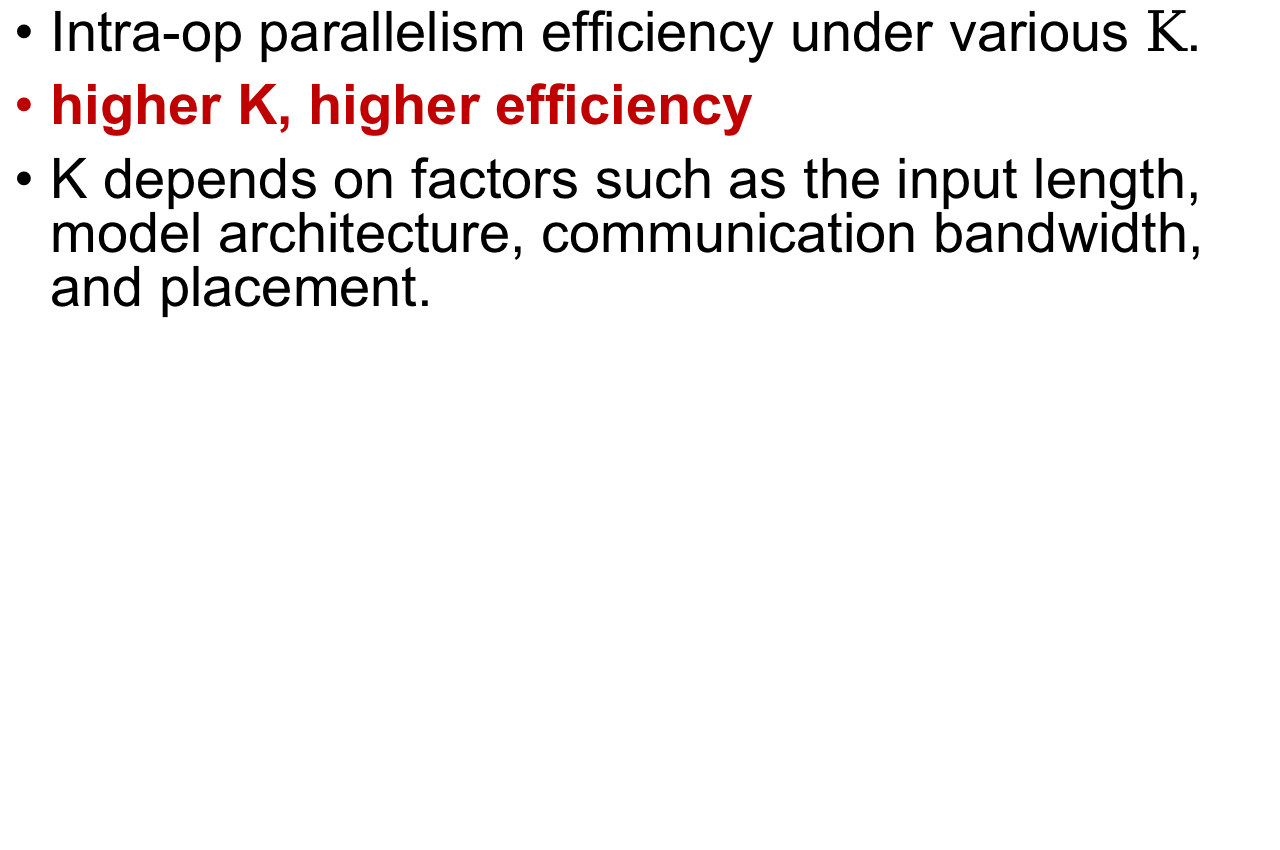 • Intra-op parallelism efficiency under various K.
• higher K, higher efficiency
• K depends on factors such as the input length,
model architecture, communication bandwidth,
and placement.